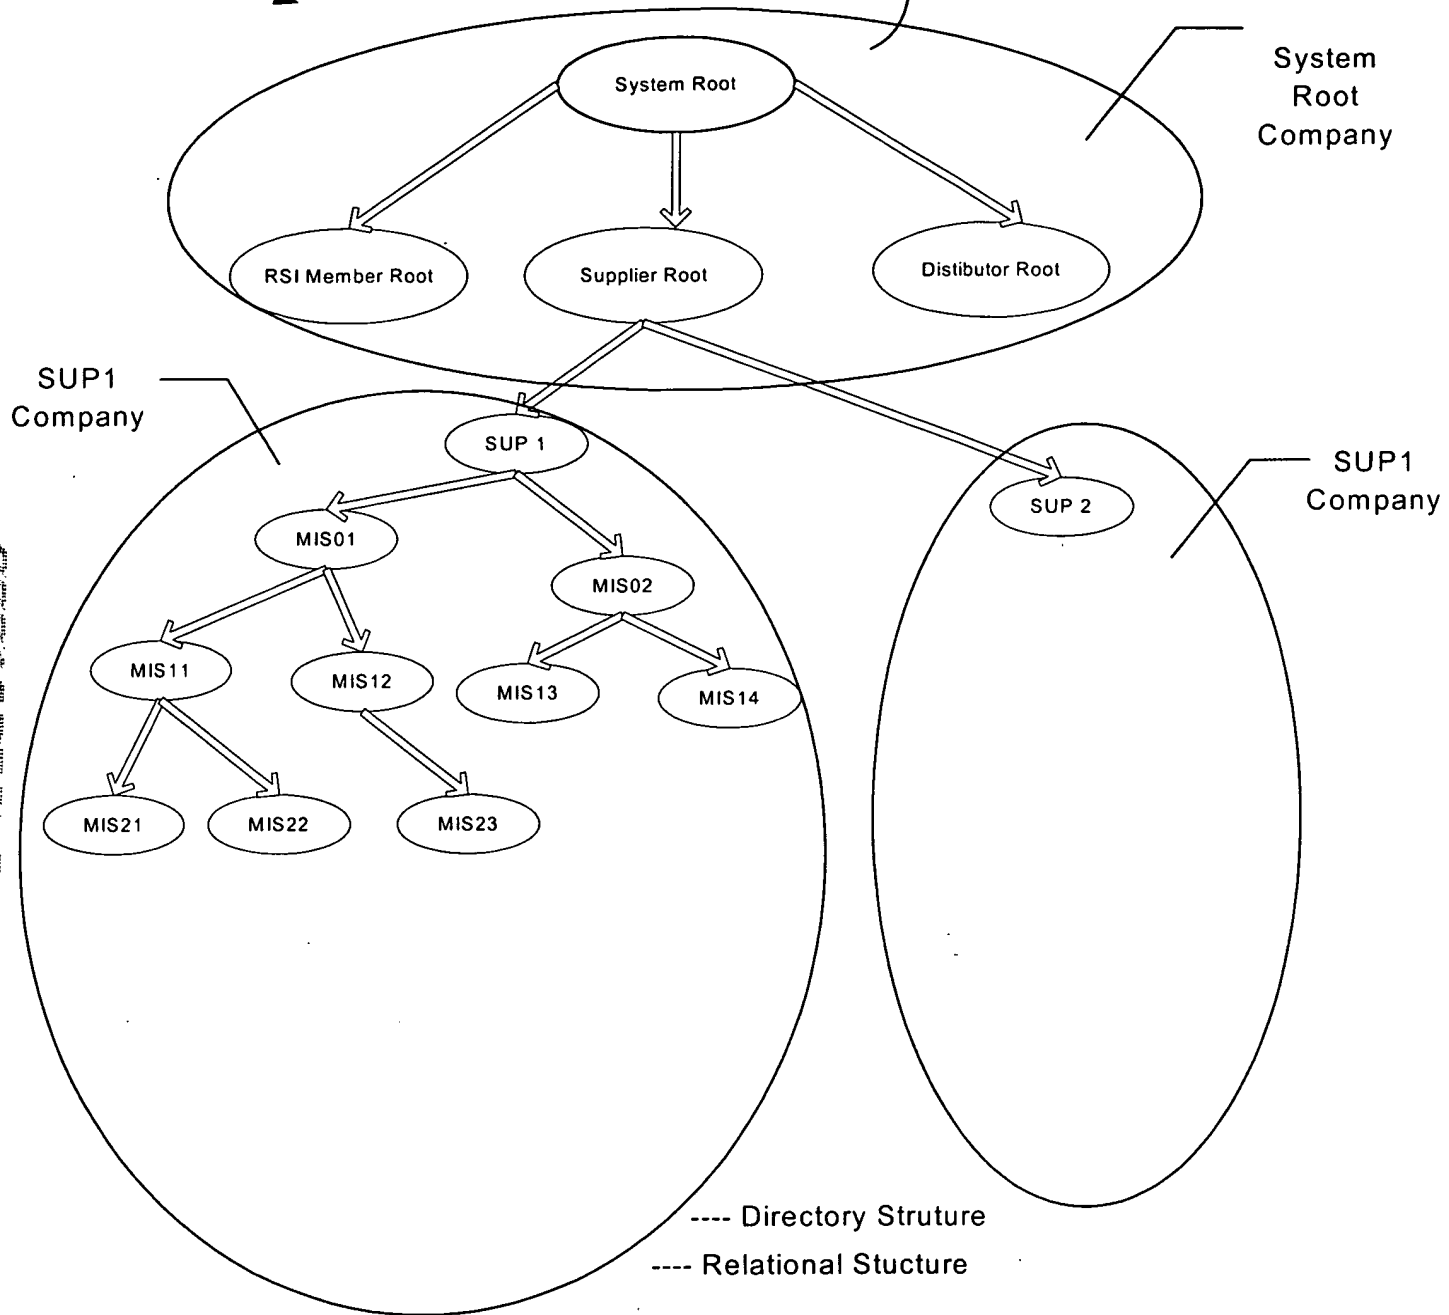 System Root
System
Root
Company
RSI Member Root
Supplier Root
Distibutor Root
SUP1
Company
SUP 1
SUP1
Company
SUP 2
MIS01
MIS02
MIS11
MIS12
MIS13
MIS14
MIS21
MIS22
MIS23
---- Directory Struture
---- Relational Stucture